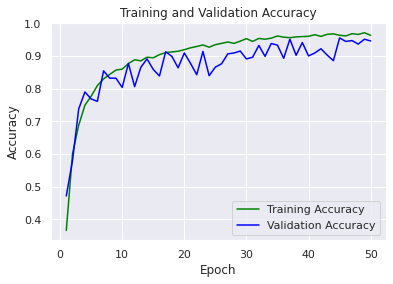 Training and Validation Accuracy
1.0
0.9
0.8
0.7
0.6
0.5
0.4
Accuracy
Training Accuracy
Validation Accuracy
0 10 20 30 40 50
Epoch